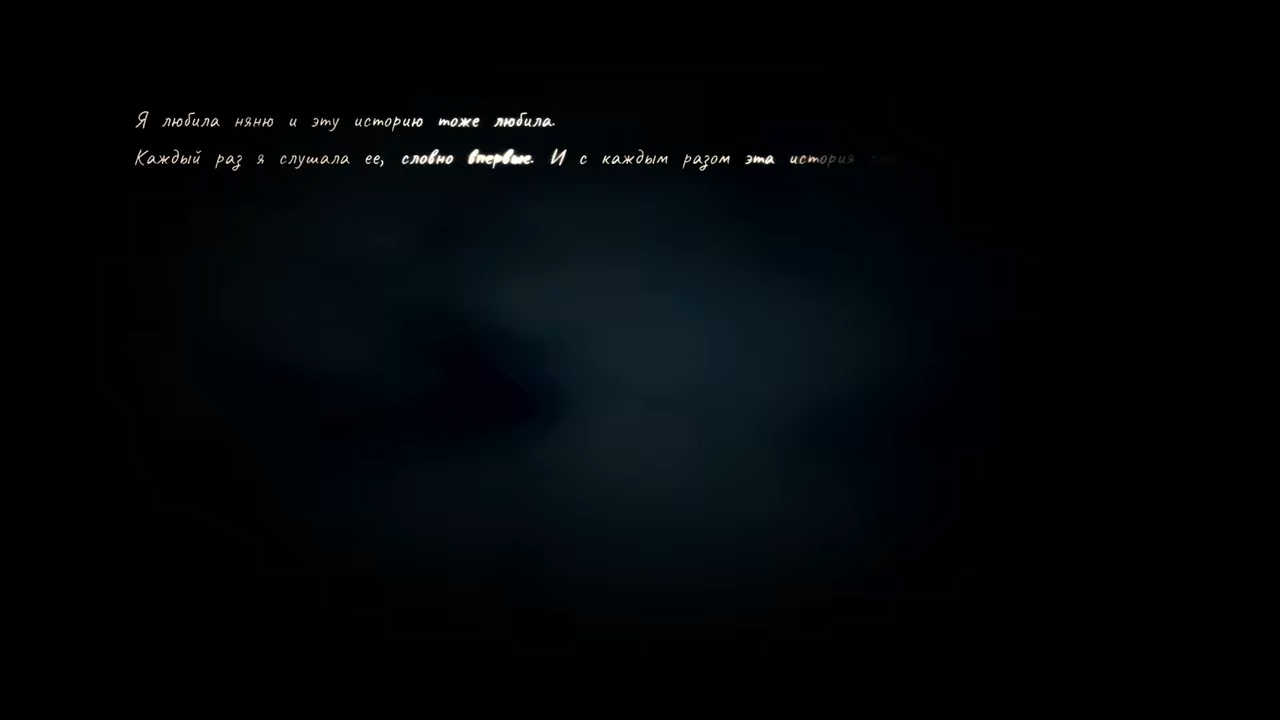 Я любила няню и эту историю тоже любила.
Каждый раз я слушала ее, словно впервые. И с каждым разом эта история